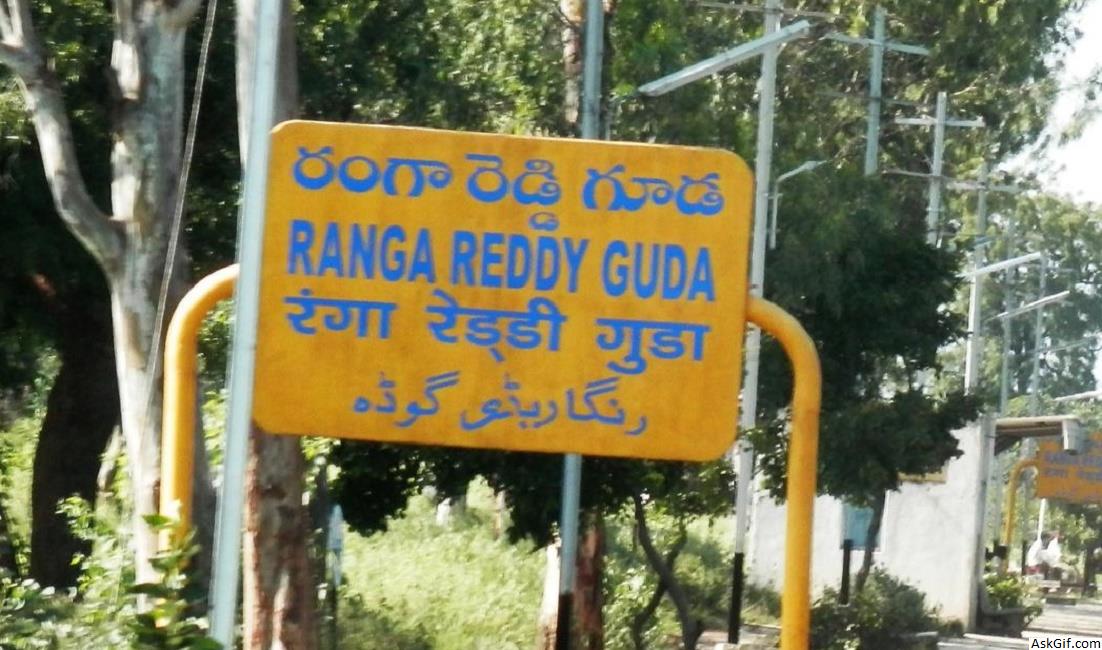 రంగా రెడ్డి గూడ
RANGA REDDY GUDA
रंगा रेड्डी गुडा
رنگاریڈی گوڈہ
AskGif.com